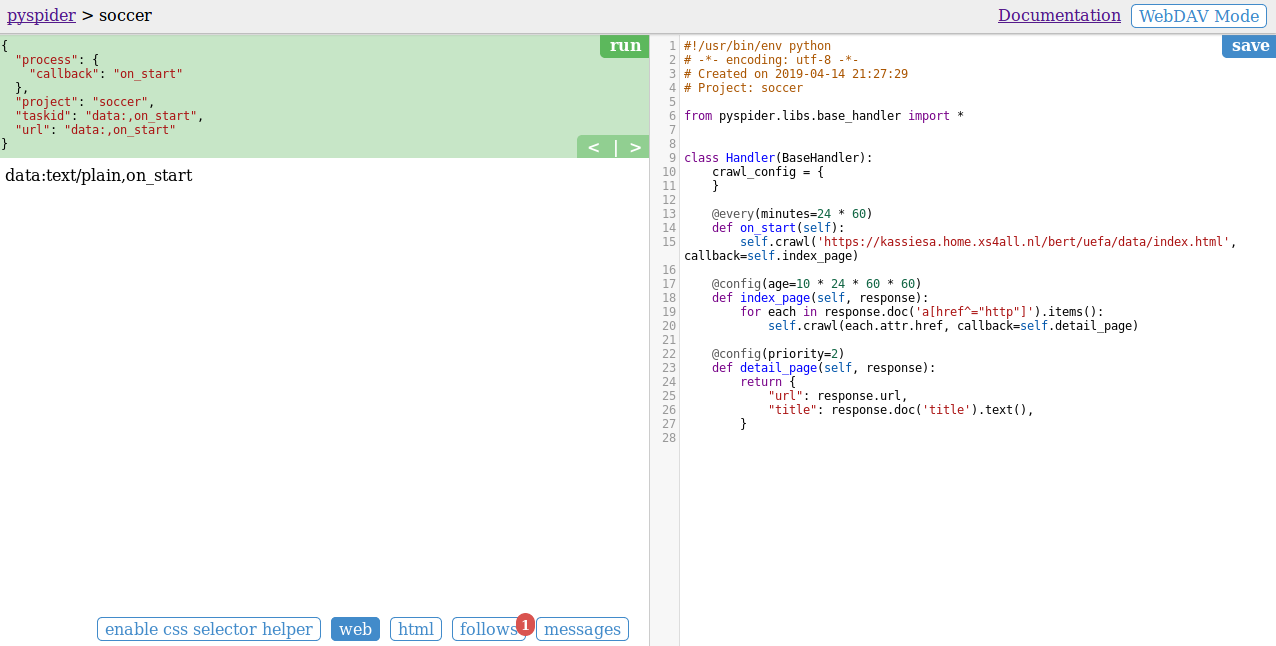 pyspider > soccer
Documentation
WebDAV Mode
{
  "process": {
    "callback": "on_start"
  },
  "project": "soccer",
  "taskid": "data:,on_start",
  "url": "data:,on_start"
}
run
< | >
data:text/plain,on_start
enable css selector helper
web
html
follows
1
messages
save
1 #!/usr/bin/env python
2 # -*- encoding: utf-8 -*-
3 # Created on 2019-04-14 21:27:29
4 # Project: soccer
5
6 from pyspider.libs.base_handler import *
7
8
9 class Handler(BaseHandler):
10     crawl_config = {
11     }
12
13     @every(minutes=24 * 60)
14     def on_start(self):
15         self.crawl('https://kassiesa.home.xs4all.nl/bert/uefa/data/index.html',
callback=self.index_page)
16
17     @config(age=10 * 24 * 60 * 60)
18     def index_page(self, response):
19         for each in response.doc('a[href^="http"]').items():
20             self.crawl(each.attr.href, callback=self.detail_page)
21
22     @config(priority=2)
23     def detail_page(self, response):
24         return {
25             "url": response.url,
26             "title": response.doc('title').text(),
27         }
28